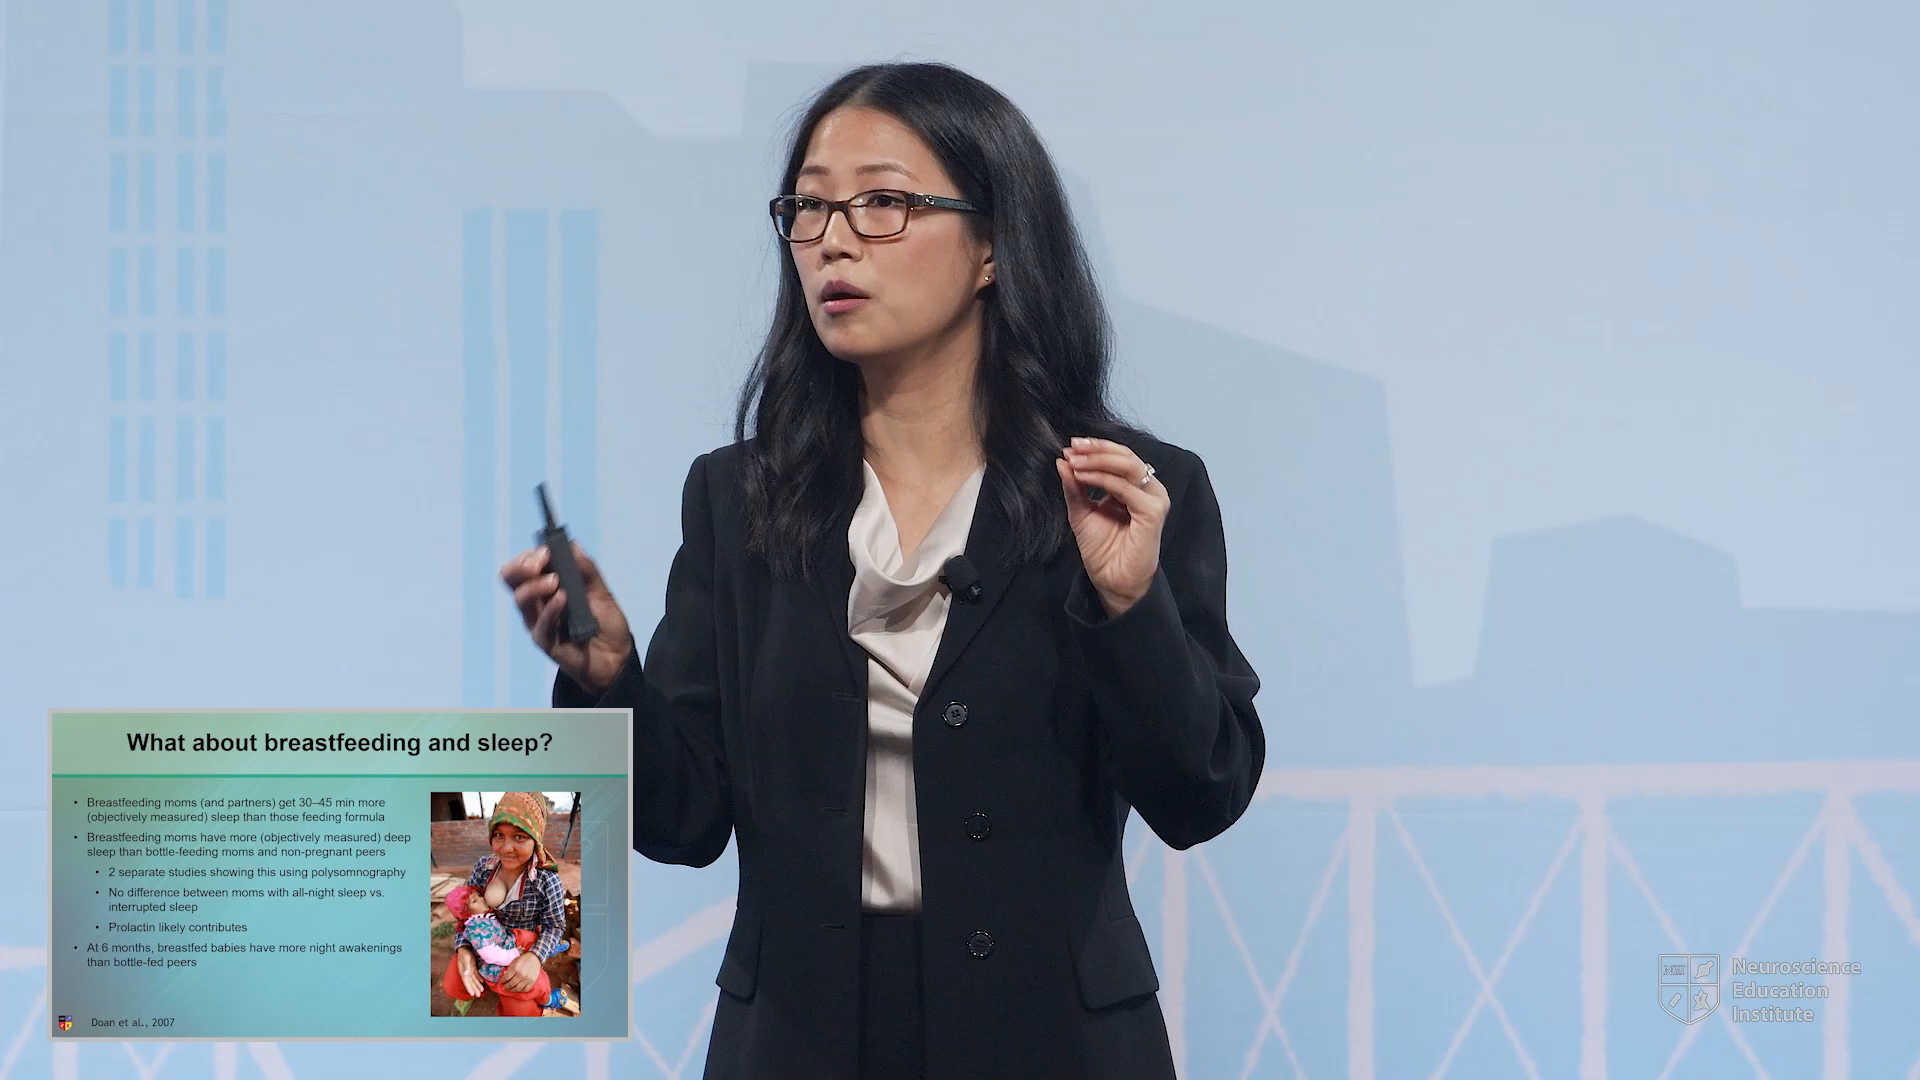 What about breastfeeding and sleep?
• Breastfeeding moms (and partners) get 30–45 min more
(objectively measured) sleep than those feeding formula
• Breastfeeding moms have more (objectively measured) deep
sleep than bottle-feeding moms and non-pregnant peers
• 2 separate studies showing this using polysomnography
• No difference between moms with all-night sleep vs.
interrupted sleep
• Prolactin likely contributes
• At 6 months, breastfed babies have more night awakenings
than bottle-fed peers
Doan et al., 2007
NEI
Neuroscience
Education
Institute